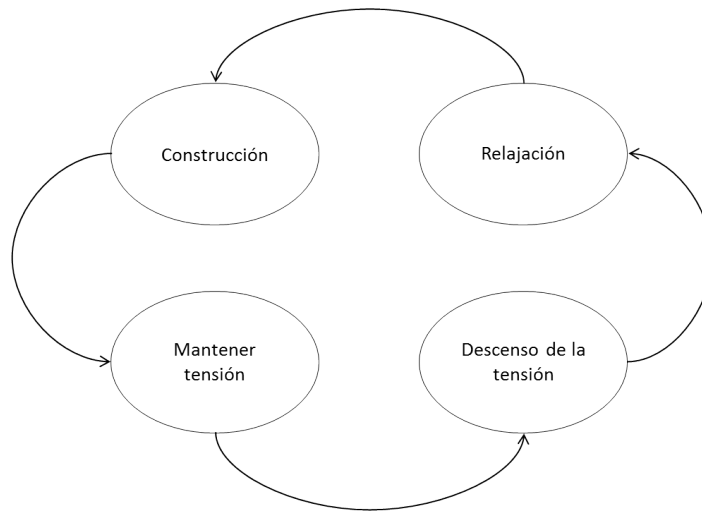 Construcción
Relajación
Mantener
tensión
Descenso de la
tensión